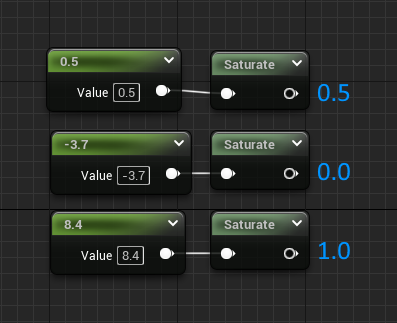 0.5
Saturate
Value 0.5
0.5
-3.7
Saturate
Value -3.7
0.0
8.4
Saturate
Value 8.4
1.0